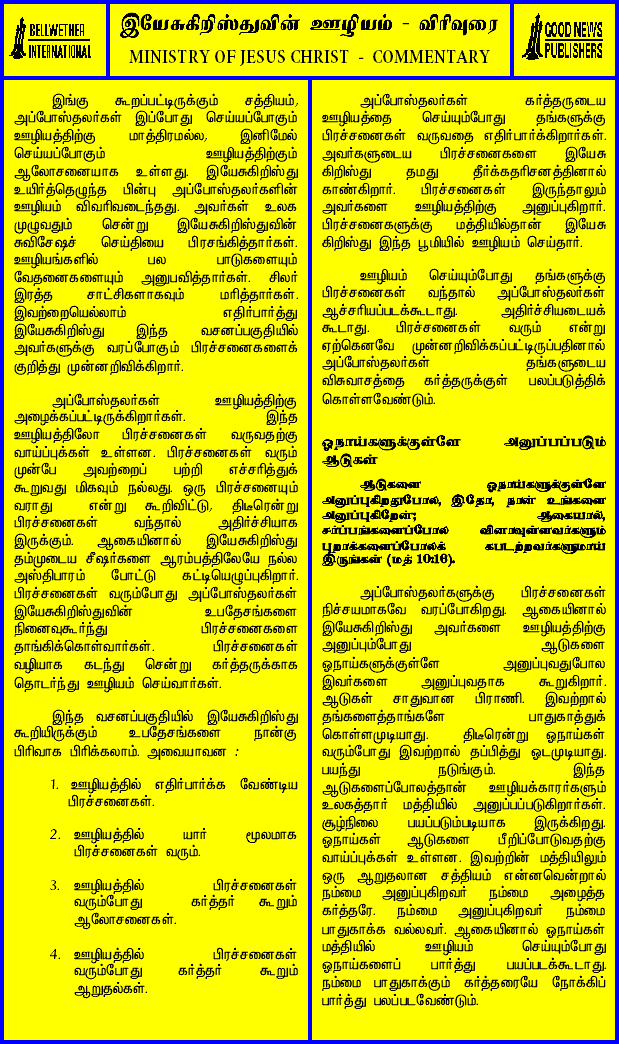 BELLWETHER
INTERNATIONAL
இயேசுகிறிஸ்துவின் ஊழியம் - விரிவுரை
MINISTRY OF JESUS CHRIST - COMMENTARY
GOOD NEWS
PUBLISHERS
இங்கு கூறப்பட்டிருக்கும் சத்தியம்,
அப்போஸ்தலர்கள் இப்போது செய்யப்போகும்
ஊழியத்திற்கு மாத்திரமல்ல, இனிமேல்
செய்யப்போகும் ஊழியத்திற்கும்
ஆலோசனையாக உள்ளது. இயேசுகிறிஸ்து
உயிர்த்தெழுந்த பின்பு அப்போஸ்தலர்களின்
ஊழியம் விவரிவடைந்தது. அவர்கள் உலக
முழுவதும் சென்று இயேசுகிறிஸ்துவின்
சுவிசேஷச் செய்தியை பிரசங்கித்தார்கள்.
ஊழியங்களில் பல பாடுகளையும்
வேதனைகளையும் அனுபவித்தார்கள். சிலர்
இரத்த சாட்சிகளாகவும் மரித்தார்கள்.
இவற்றையெல்லாம் எதிர்பார்த்து
இயேசுகிறிஸ்து இந்த வசனப்பகுதியில்
அவர்களுக்கு வரப்போகும் பிரச்சனைகளைக்
குறித்து முன்னறிவிக்கிறார்.
அப்போஸ்தலர்கள் ஊழியத்திற்கு
அழைக்கப்பட்டிருக்கிறார்கள். இந்த
ஊழியத்திலோ பிரச்சனைகள் வருவதற்கு
வாய்ப்புக்கள் உள்ளன. பிரச்சனைகள் வரும்
முன்பே அவற்றைப் பற்றி எச்சரித்துக்
கூறுவது மிகவும் நல்லது. ஒரு பிரச்சனையும்
வராது என்று கூறிவிட்டு, திடீரென்று
பிரச்சனைகள் வந்தால் அதிர்ச்சியாக
இருக்கும். ஆகையினால் இயேசுகிறிஸ்து
தம்முடைய சீஷர்களை ஆரம்பத்திலேயே நல்ல
அஸ்திபாரம் போட்டு கட்டியெழுப்புகிறார்.
பிரச்சனைகள் வரும்போது அப்போஸ்தலர்கள்
இயேசுகிறிஸ்துவின் உபதேசங்களை
நினைவுகூர்ந்து பிரச்சனைகளை
தாங்கிக்கொள்வார்கள். பிரச்சனைகள்
வழியாக கடந்து சென்று கர்த்தருக்காக
தொடர்ந்து ஊழியம் செய்வார்கள்.
இந்த வசனப்பகுதியில் இயேசுகிறிஸ்து
கூறியிருக்கும் உபதேசங்களை நான்கு
பிரிவாக பிரிக்கலாம். அவையாவன :
1. ஊழியத்தில் எதிர்பார்க்க வேண்டிய
பிரச்சனைகள்.
2. ஊழியத்தில் யார் மூலமாக
பிரச்சனைகள் வரும்.
3. ஊழியத்தில் பிரச்சனைகள்
வரும்போது கர்த்தர் கூறும்
ஆலோசனைகள்.
4. ஊழியத்தில் பிரச்சனைகள்
வரும்போது கர்த்தர் கூறும்
ஆறுதல்கள்.
அப்போஸ்தலர்கள் கர்த்தருடைய
ஊழியத்தை செய்யும்போது தங்களுக்கு
பிரச்சனைகள் வருவதை எதிர்பார்க்கிறார்கள்.
அவர்களுடைய பிரச்சனைகளை இயேசு
கிறிஸ்து தமது தீர்க்கதரிசனத்தினால்
காண்கிறார். பிரச்சனைகள் இருந்தாலும்
அவர்களை ஊழியத்திற்கு அனுப்புகிறார்.
பிரச்சனைகளுக்கு மத்தியில்தான் இயேசு
கிறிஸ்து இந்த பூமியில் ஊழியம் செய்தார்.
ஊழியம் செய்யும்போது தங்களுக்கு
பிரச்சனைகள் வந்தால் அப்போஸ்தலர்கள்
ஆச்சரியப்படக்கூடாது. அதிர்ச்சியடையக்
கூடாது. பிரச்சனைகள் வரும் என்று
ஏற்கெனவே முன்னறிவிக்கப்பட்டிருப்பதினால்
அப்போஸ்தலர்கள் தங்களுடைய
விசுவாசத்தை கர்த்தருக்குள் பலப்படுத்திக்
கொள்ளவேண்டும்.
ஓநாய்களுக்குள்ளே அனுப்பப்படும்
ஆடுகள்
ஆடுகளை ஓநாய்களுக்குள்ளே
அனுப்புகிறதுபோல, இதோ, நான் உங்களை
அனுப்புகிறேன்; ஆகையால்,
சர்ப்பங்களைப்போல வினாவுள்ளவர்களும்
புறாக்களைப்போலக் கபடற்றவர்களுமாய்
இருங்கள் (மத் 10:16).
அப்போஸ்தலர்களுக்கு பிரச்சனைகள்
நிச்சயமாகவே வரப்போகிறது. ஆகையினால்
இயேசுகிறிஸ்து அவர்களை ஊழியத்திற்கு
அனுப்பும்போது ஆடுகளை
ஓநாய்களுக்குள்ளே அனுப்புவதுபோல
இவர்களை அனுப்புவதாக கூறுகிறார்.
ஆடுகள் சாதுவான பிராணி. இவற்றால்
தங்களைத்தாங்களே பாதுகாத்துக்
கொள்ளமுடியாது. திடீரென்று ஓநாய்கள்
வரும்போது இவற்றால் தப்பித்து ஓடமுடியாது.
பயந்து நடுங்கும். இந்த
ஆடுகளைப்போலத்தான் ஊழியக்காரர்களும்
உலகத்தார் மத்தியில் அனுப்பப்படுகிறார்கள்.
சூழ்நிலை பயப்படும்படியாக இருக்கிறது.
ஓநாய்கள் ஆடுகளை பீறிப்போடுவதற்கு
வாய்ப்புக்கள் உள்ளன. இவற்றின் மத்தியிலும்
ஒரு ஆறுதலான சத்தியம் என்னவென்றால்
நம்மை அனுப்புகிறவர் நம்மை அழைத்த
கர்த்தரே. நம்மை அனுப்புகிறவர் நம்மை
பாதுகாக்க வல்லவர். ஆகையினால் ஓநாய்கள்
மத்தியில் ஊழியம் செய்யும்போது
ஓநாய்களைப் பார்த்து பயப்படக்கூடாது.
நம்மை பாதுகாக்கும் கர்த்தரையே நோக்கிப்
பார்த்து பலப்படவேண்டும்.